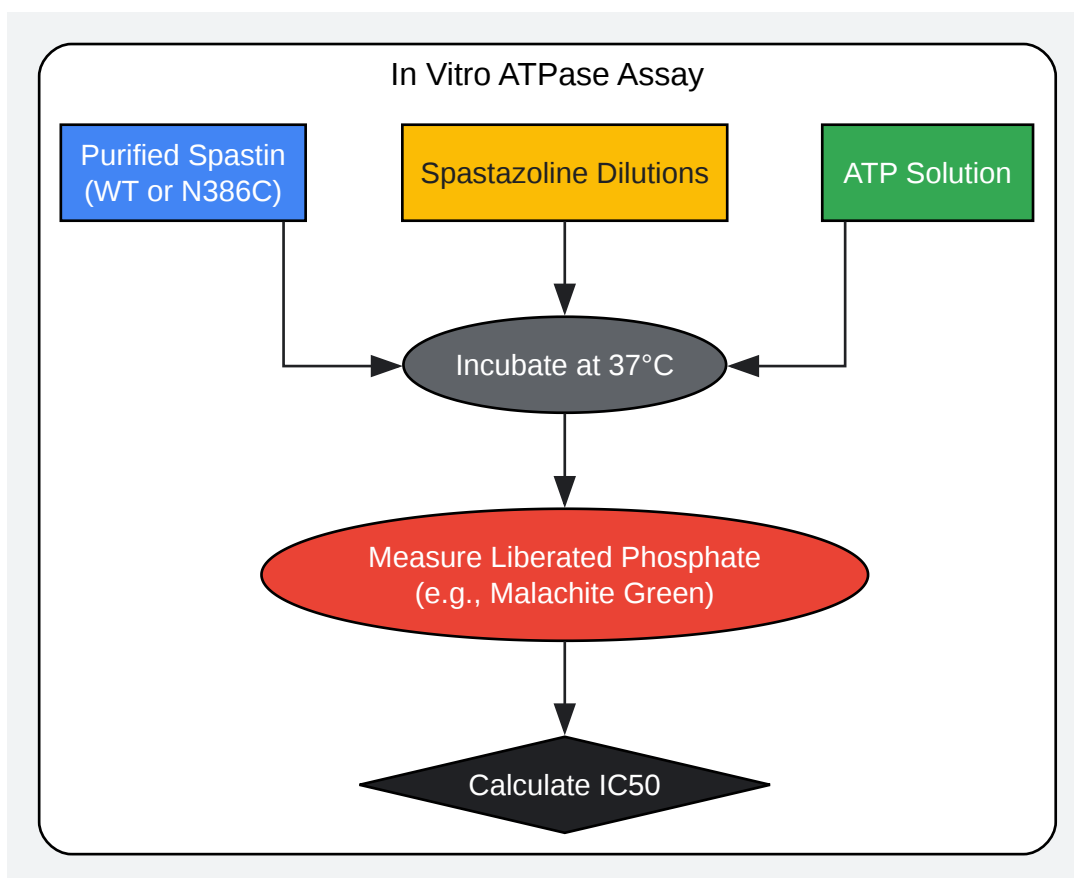 In Vitro ATPase Assay
Purified Spastin
(WT or N386C)
Spastazoline Dilutions
ATP Solution
Incubate at 37°C
Measure Liberated Phosphate
(e.g., Malachite Green)
Calculate IC50